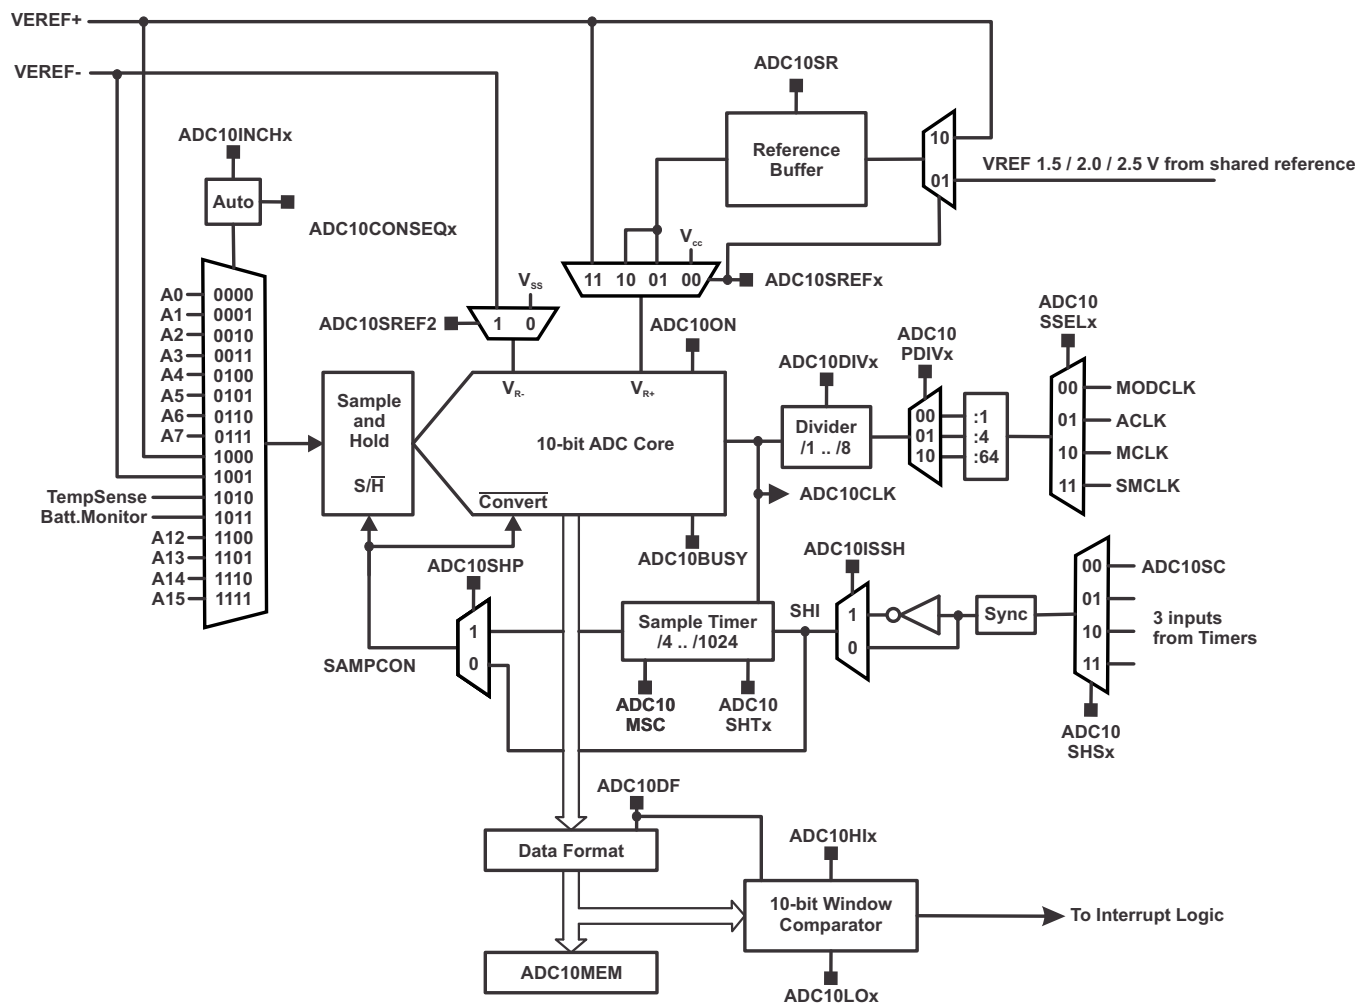 VEREF+
VEREF-
ADC10SR
ADC10INCHx
Reference
Buffer
10
01
VREF 1.5 / 2.0 / 2.5 V from shared reference
Auto
ADC10CONSEQx
Vcc
11 10 01 00
ADC10SREFx
VSS
ADC10SREF2
1 0
ADC10ON
A0 0000
A1 0001
A2 0010
A3 0011
A4 0100
A5 0101
A6 0110
A7 0111
1000
1001
TempSense 1010
Batt.Monitor 1011
A12 1100
A13 1101
A14 1110
A15 1111
Sample
and
Hold
S/H̅
VR-
VR+
10-bit ADC Core
Convert
ADC10DIVx
Divider
/1 .. /8
ADC10
PDIVx
00
01
10
:1
:4
:64
ADC10
SSELx
00 MODCLK
01 ACLK
10 MCLK
11 SMCLK
ADC10CLK
ADC10BUSY
ADC10SHP
1
0
SAMPCON
Sample Timer
/4 .. /1024
ADC10
MSC
ADC10
SHTx
SHI
ADC10ISSH
1
0
Sync
00 ADC10SC
01
10
11
3 inputs
from Timers
ADC10
SHSx
ADC10DF
Data Format
ADC10HIx
10-bit Window
Comparator
To Interrupt Logic
ADC10MEM
ADC10LOx